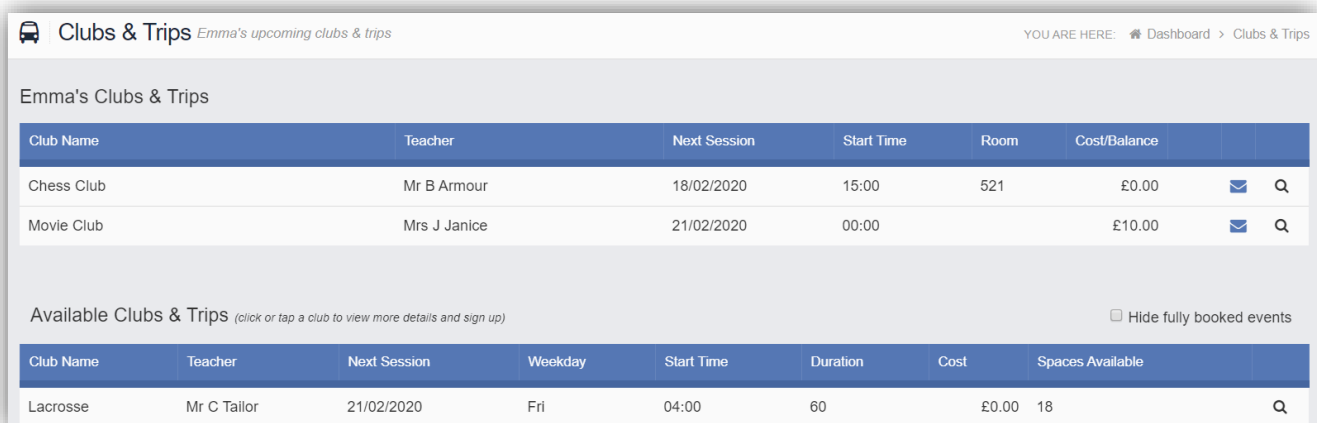 Clubs & Trips Emma's upcoming clubs & trips YOU ARE HERE: Dashboard > Clubs & Trips
Emma's Clubs & Trips
Club Name Teacher Next Session Start Time Room Cost/Balance
Chess Club Mr B Armour 18/02/2020 15:00 521 £0.00
Movie Club Mrs J Janice 21/02/2020 00:00 £10.00
Available Clubs & Trips (click or tap a club to view more details and sign up) Hide fully booked events
Club Name Teacher Next Session Weekday Start Time Duration Cost Spaces Available
Lacrosse Mr C Tailor 21/02/2020 Fri 04:00 60 £0.00 18